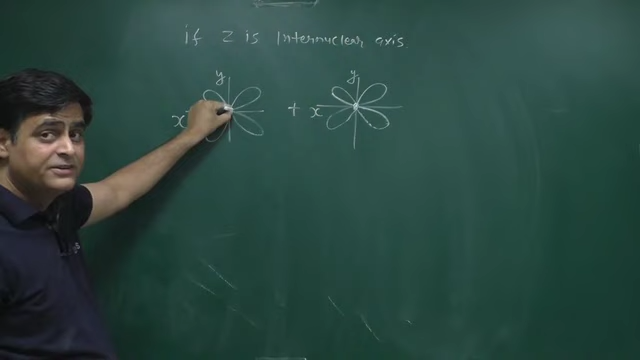 if Z is internuclear axis.
y y
x + x